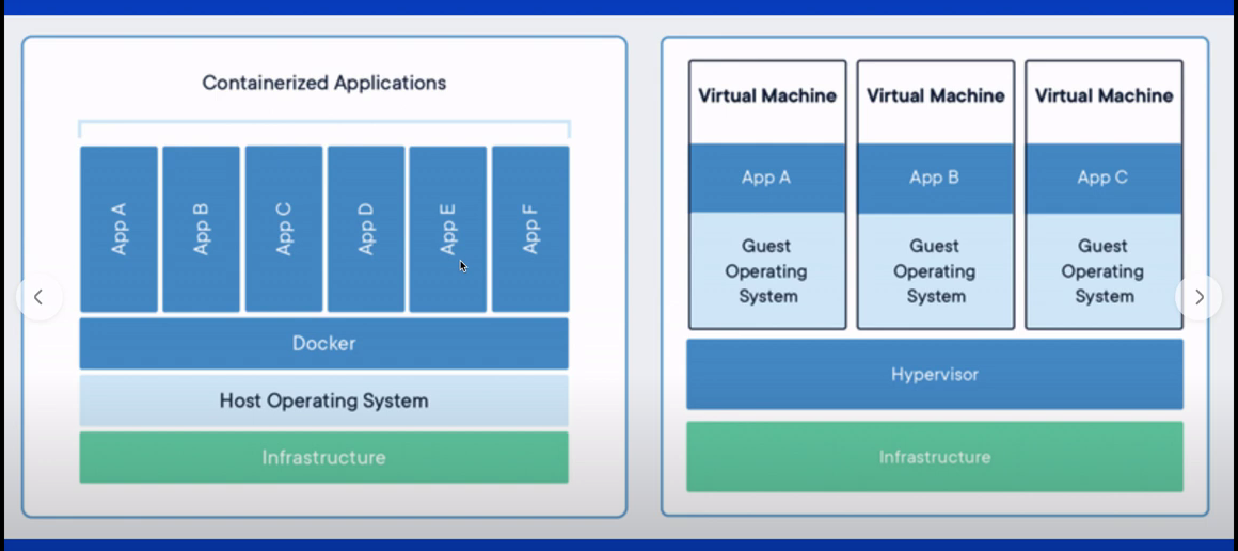 Containerized Applications
App A
App B
App C
App D
App E
App F
Docker
Host Operating System
Infrastructure
Virtual Machine
App A
Guest
Operating
System
Virtual Machine
App B
Guest
Operating
System
Virtual Machine
App C
Guest
Operating
System
Hypervisor
Infrastructure